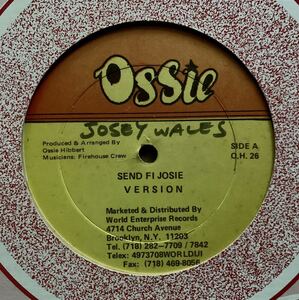 OSSie
JOSEY WALES
Produced & Arranged By
Ossie Hibbert
Musicians: Firehouse Crew
SIDE A
O.H. 26
SEND FI JOSIE
VERSION
Marketed & Distributed By
World Enterprise Records
4714 Church Avenue
Brooklyn, N.Y. 11203
Tel: (718) 282-7709 / 7842
Telex: 4973708WORLDUI
Fax: (718) 469-8058